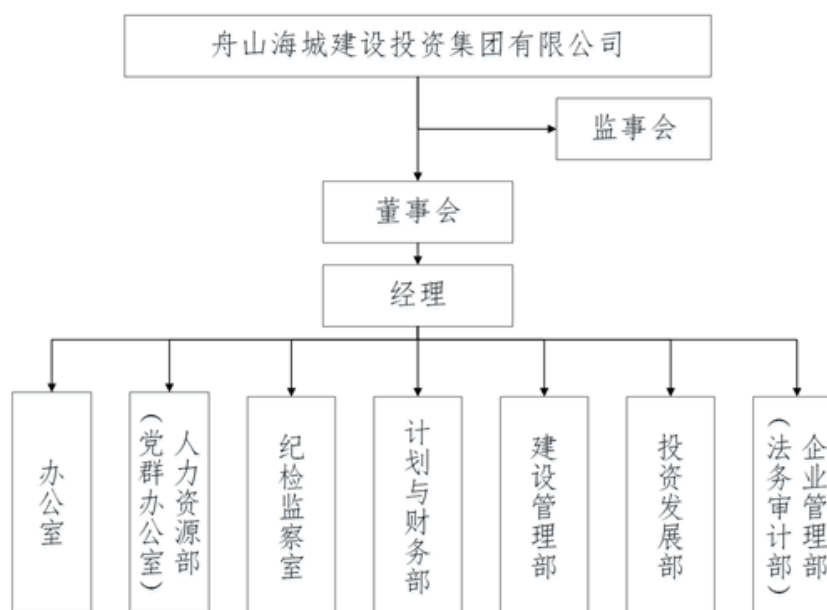 舟山海城建设投资集团有限公司
监事会
董事会
经理
办公室
人力资源部
（党群办公室）
纪检监察室
计划与财务部
建设管理部
投资发展部
企业管理部
（法务审计部）